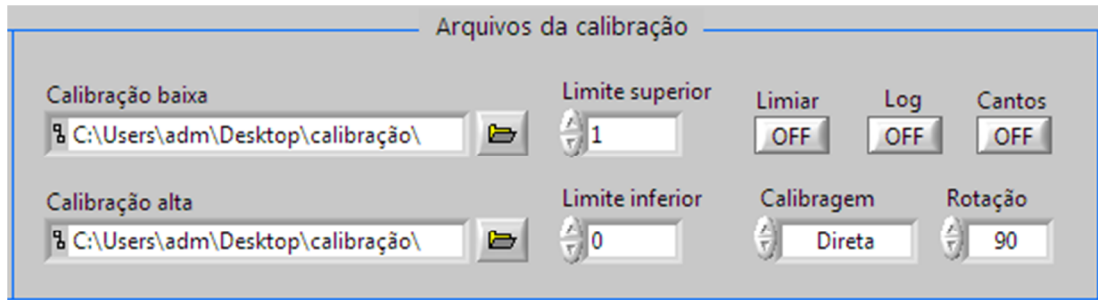 Arquivos da calibração
Calibração baixa
C:\Users\adm\Desktop\calibração\
Limite superior
1
Limiar
OFF
Log
OFF
Cantos
OFF
Calibração alta
C:\Users\adm\Desktop\calibração\
Limite inferior
0
Calibragem
Direta
Rotação
90